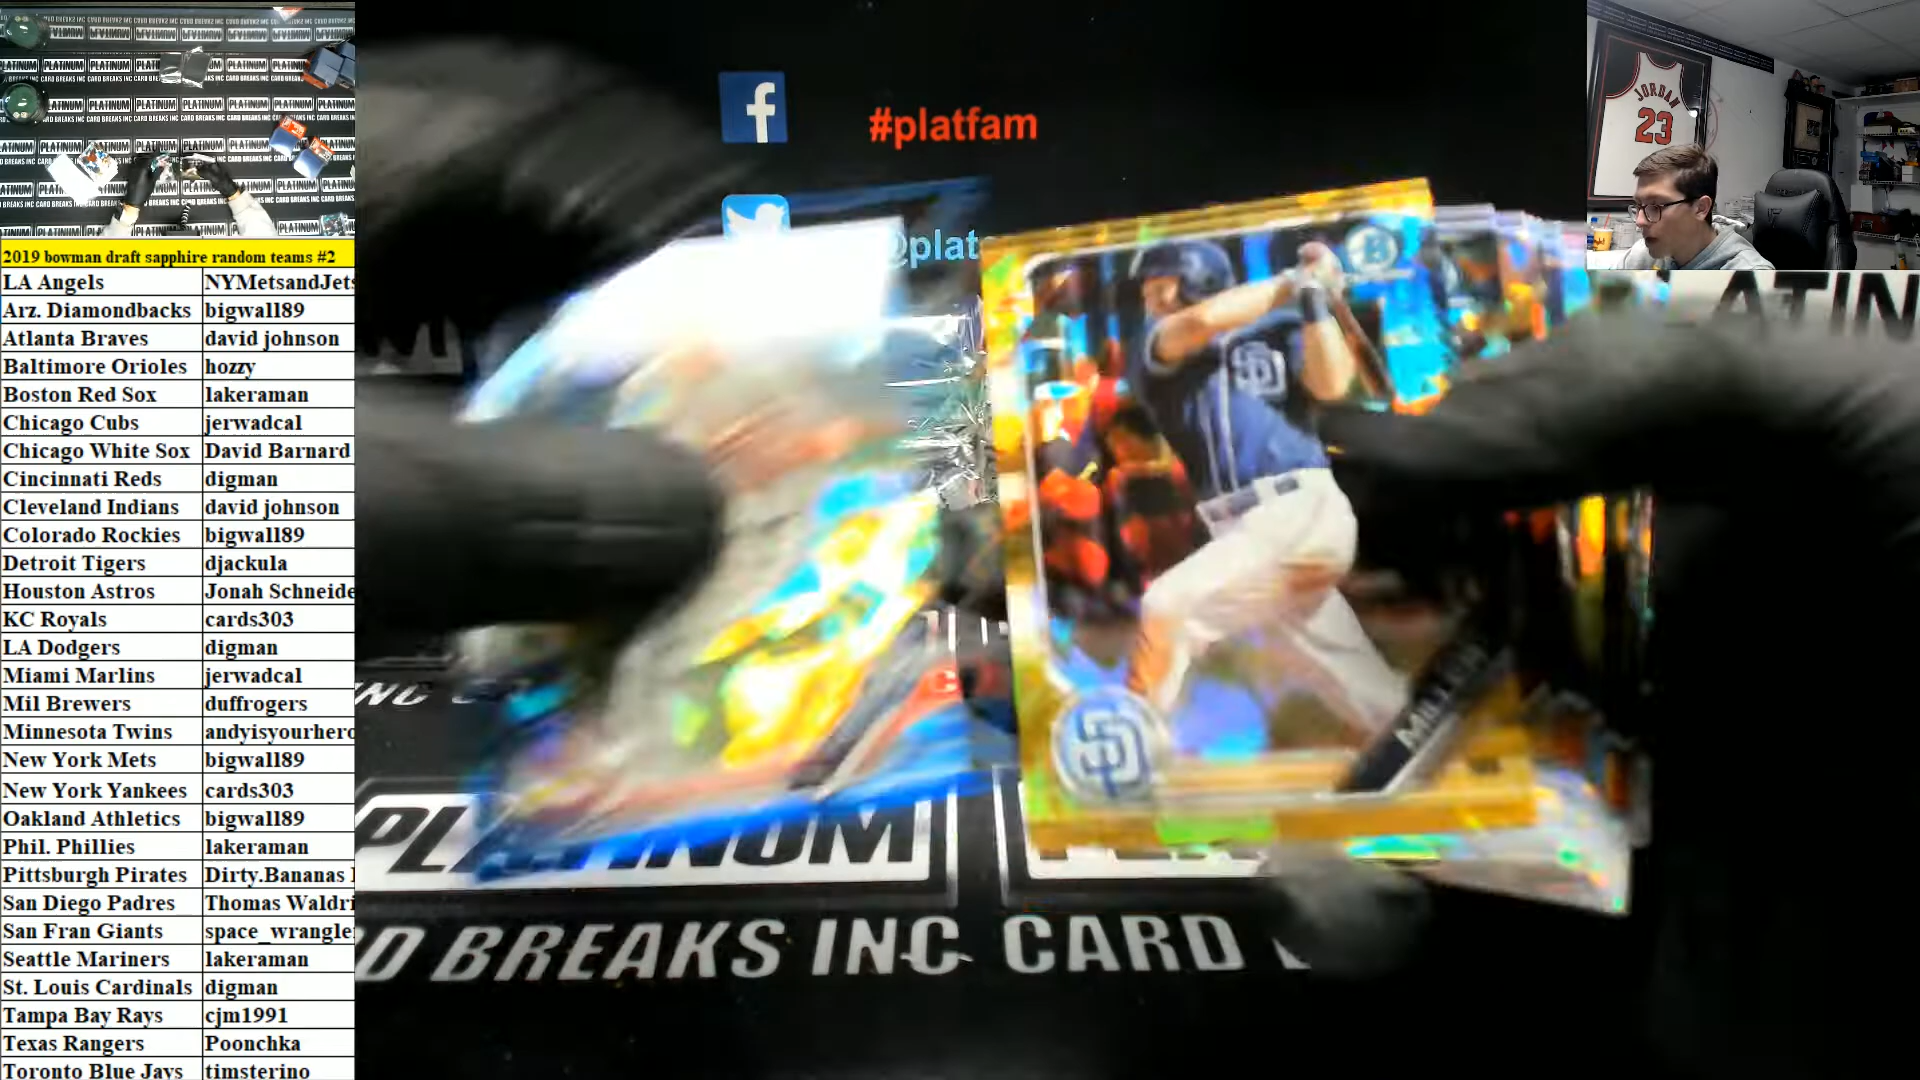 #platfam
@plat
JORDAN
23
2019 bowman draft sapphire random teams #2
LA Angels NYMetsandJets
Arz. Diamondbacks bigwall89
Atlanta Braves david johnson
Baltimore Orioles hozzy
Boston Red Sox lakeraman
Chicago Cubs jerwadcal
Chicago White Sox David Barnard
Cincinnati Reds digman
Cleveland Indians david johnson
Colorado Rockies bigwall89
Detroit Tigers djackula
Houston Astros Jonah Schneide
KC Royals cards303
LA Dodgers digman
Miami Marlins jerwadcal
Mil Brewers duffrogers
Minnesota Twins andyisyourhero
New York Mets bigwall89
New York Yankees cards303
Oakland Athletics bigwall89
Phil. Phillies lakeraman
Pittsburgh Pirates Dirty.Bananas
San Diego Padres Thomas Waldri
San Fran Giants space_wrangle
Seattle Mariners lakeraman
St. Louis Cardinals digman
Tampa Bay Rays cjm1991
Texas Rangers Poonchka
Toronto Blue Jays timsterino
ATIN
SD
MILLER
SD
PLATINUM
D BREAKS INC CARD